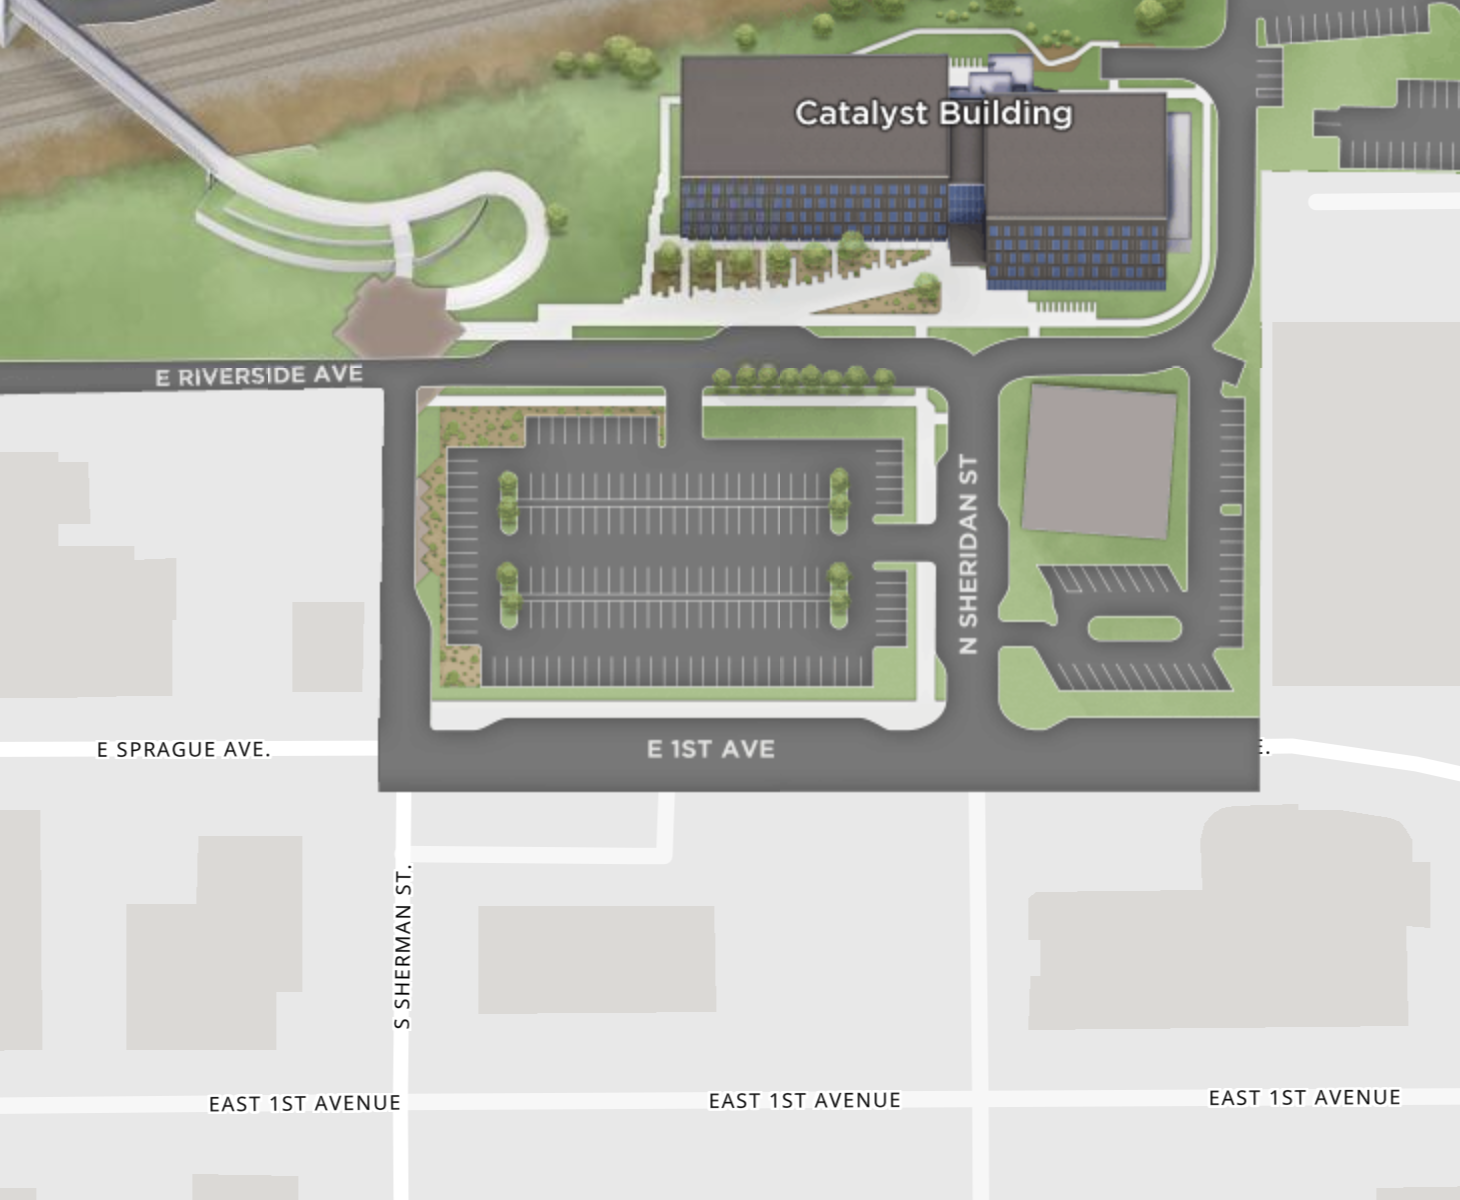 Catalyst Building
E RIVERSIDE AVE
N SHERIDAN ST
E SPRAGUE AVE.
E 1ST AVE
E.
S SHERMAN ST.
EAST 1ST AVENUE
EAST 1ST AVENUE
EAST 1ST AVENUE